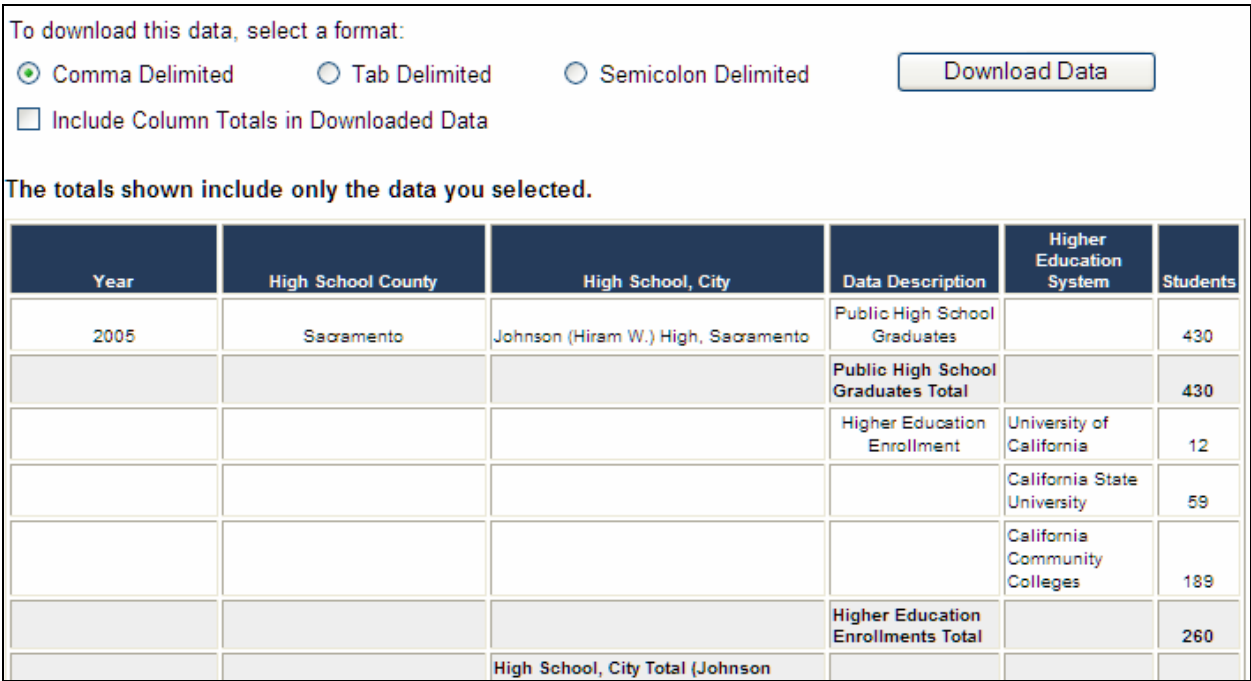 To download this data, select a format:
Comma Delimited Tab Delimited Semicolon Delimited Download Data
Include Column Totals in Downloaded Data
The totals shown include only the data you selected.
Year High School County High School, City Data Description Higher Education System Students
2005 Sacramento Johnson (Hiram W.) High, Sacramento Public High School Graduates 430
Public High School Graduates Total 430
Higher Education Enrollment University of California 12
California State University 59
California Community Colleges 189
Higher Education Enrollments Total 260
High School, City Total (Johnson